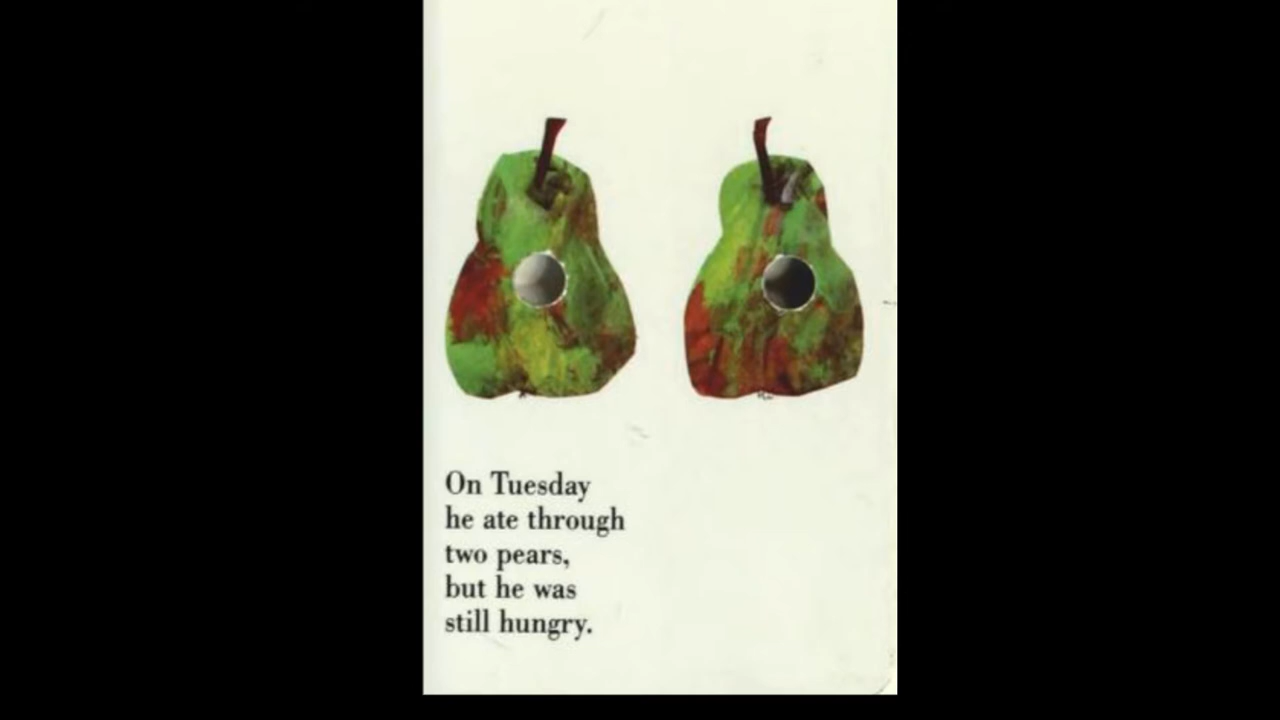 On Tuesday
he ate through
two pears,
but he was
still hungry.